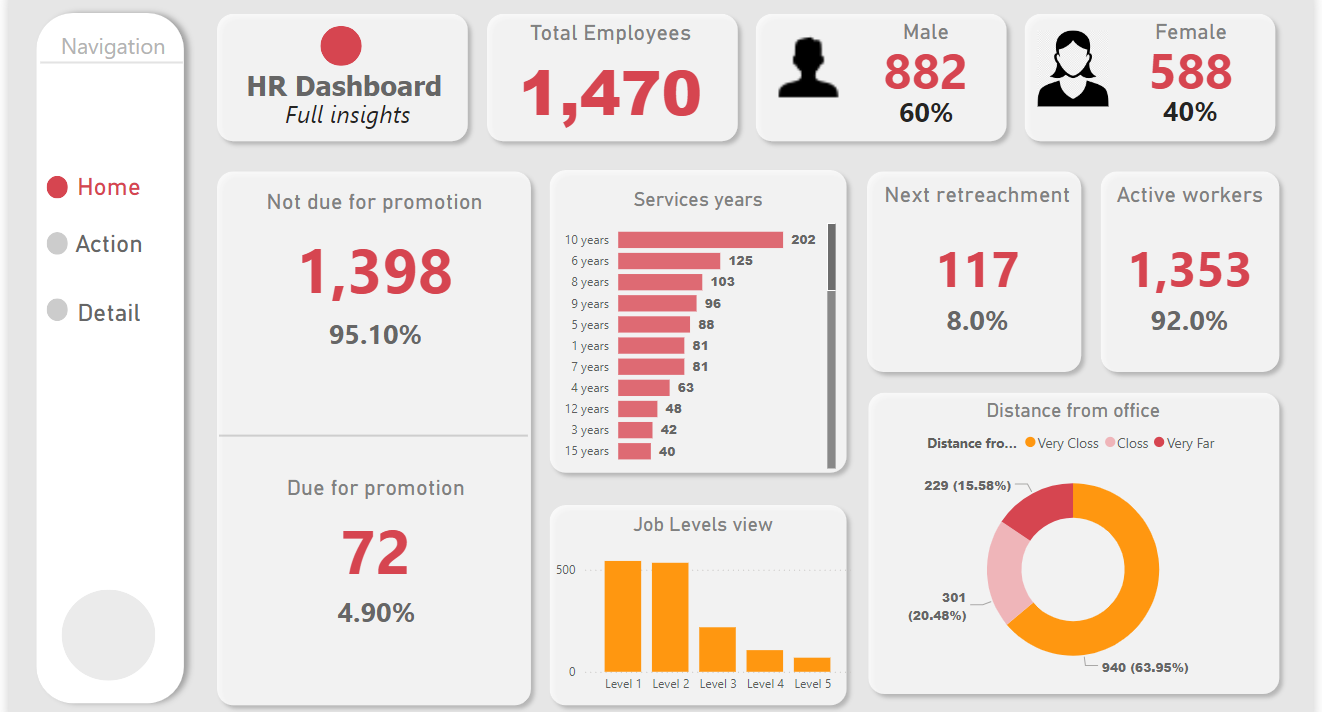 Navigation
Home
Action
Detail
HR Dashboard
Full insights
Total Employees
1,470
Male
882
60%
Female
588
40%
Not due for promotion
1,398
95.10%
Due for promotion
72
4.90%
Services years
10 years 202
6 years 125
8 years 103
9 years 96
5 years 88
1 years 81
7 years 81
4 years 63
12 years 48
3 years 42
15 years 40
Job Levels view
500
0
Level 1 Level 2 Level 3 Level 4 Level 5
Next retreachment
117
8.0%
Active workers
1,353
92.0%
Distance from office
Distance fro... Very Closs Closs Very Far
229 (15.58%)
301
(20.48%)
940 (63.95%)